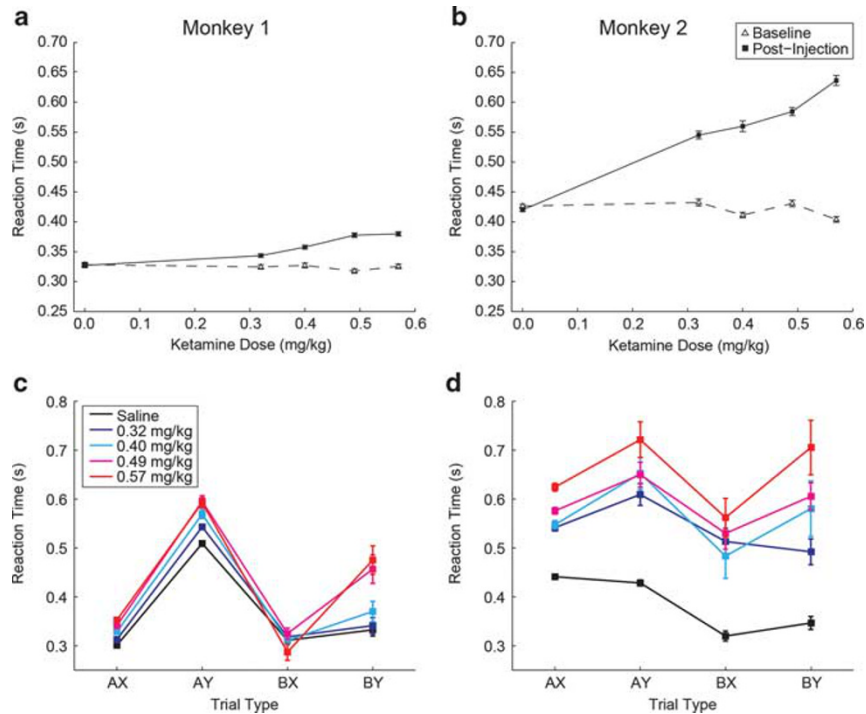 a
Monkey 1
0.70
0.65
0.60
0.55
0.50
0.45
0.40
0.35
0.30
0.25
Reaction Time (s)
0.0 0.1 0.2 0.3 0.4 0.5 0.6
Ketamine Dose (mg/kg)
b
Monkey 2
Baseline
Post-Injection
0.70
0.65
0.60
0.55
0.50
0.45
0.40
0.35
0.30
0.25
Reaction Time (s)
0.0 0.1 0.2 0.3 0.4 0.5 0.6
Ketamine Dose (mg/kg)
c
Saline
0.32 mg/kg
0.40 mg/kg
0.49 mg/kg
0.57 mg/kg
0.8
0.7
0.6
0.5
0.4
0.3
Reaction Time (s)
AX AY BX BY
Trial Type
d
0.8
0.7
0.6
0.5
0.4
0.3
Reaction Time (s)
AX AY BX BY
Trial Type